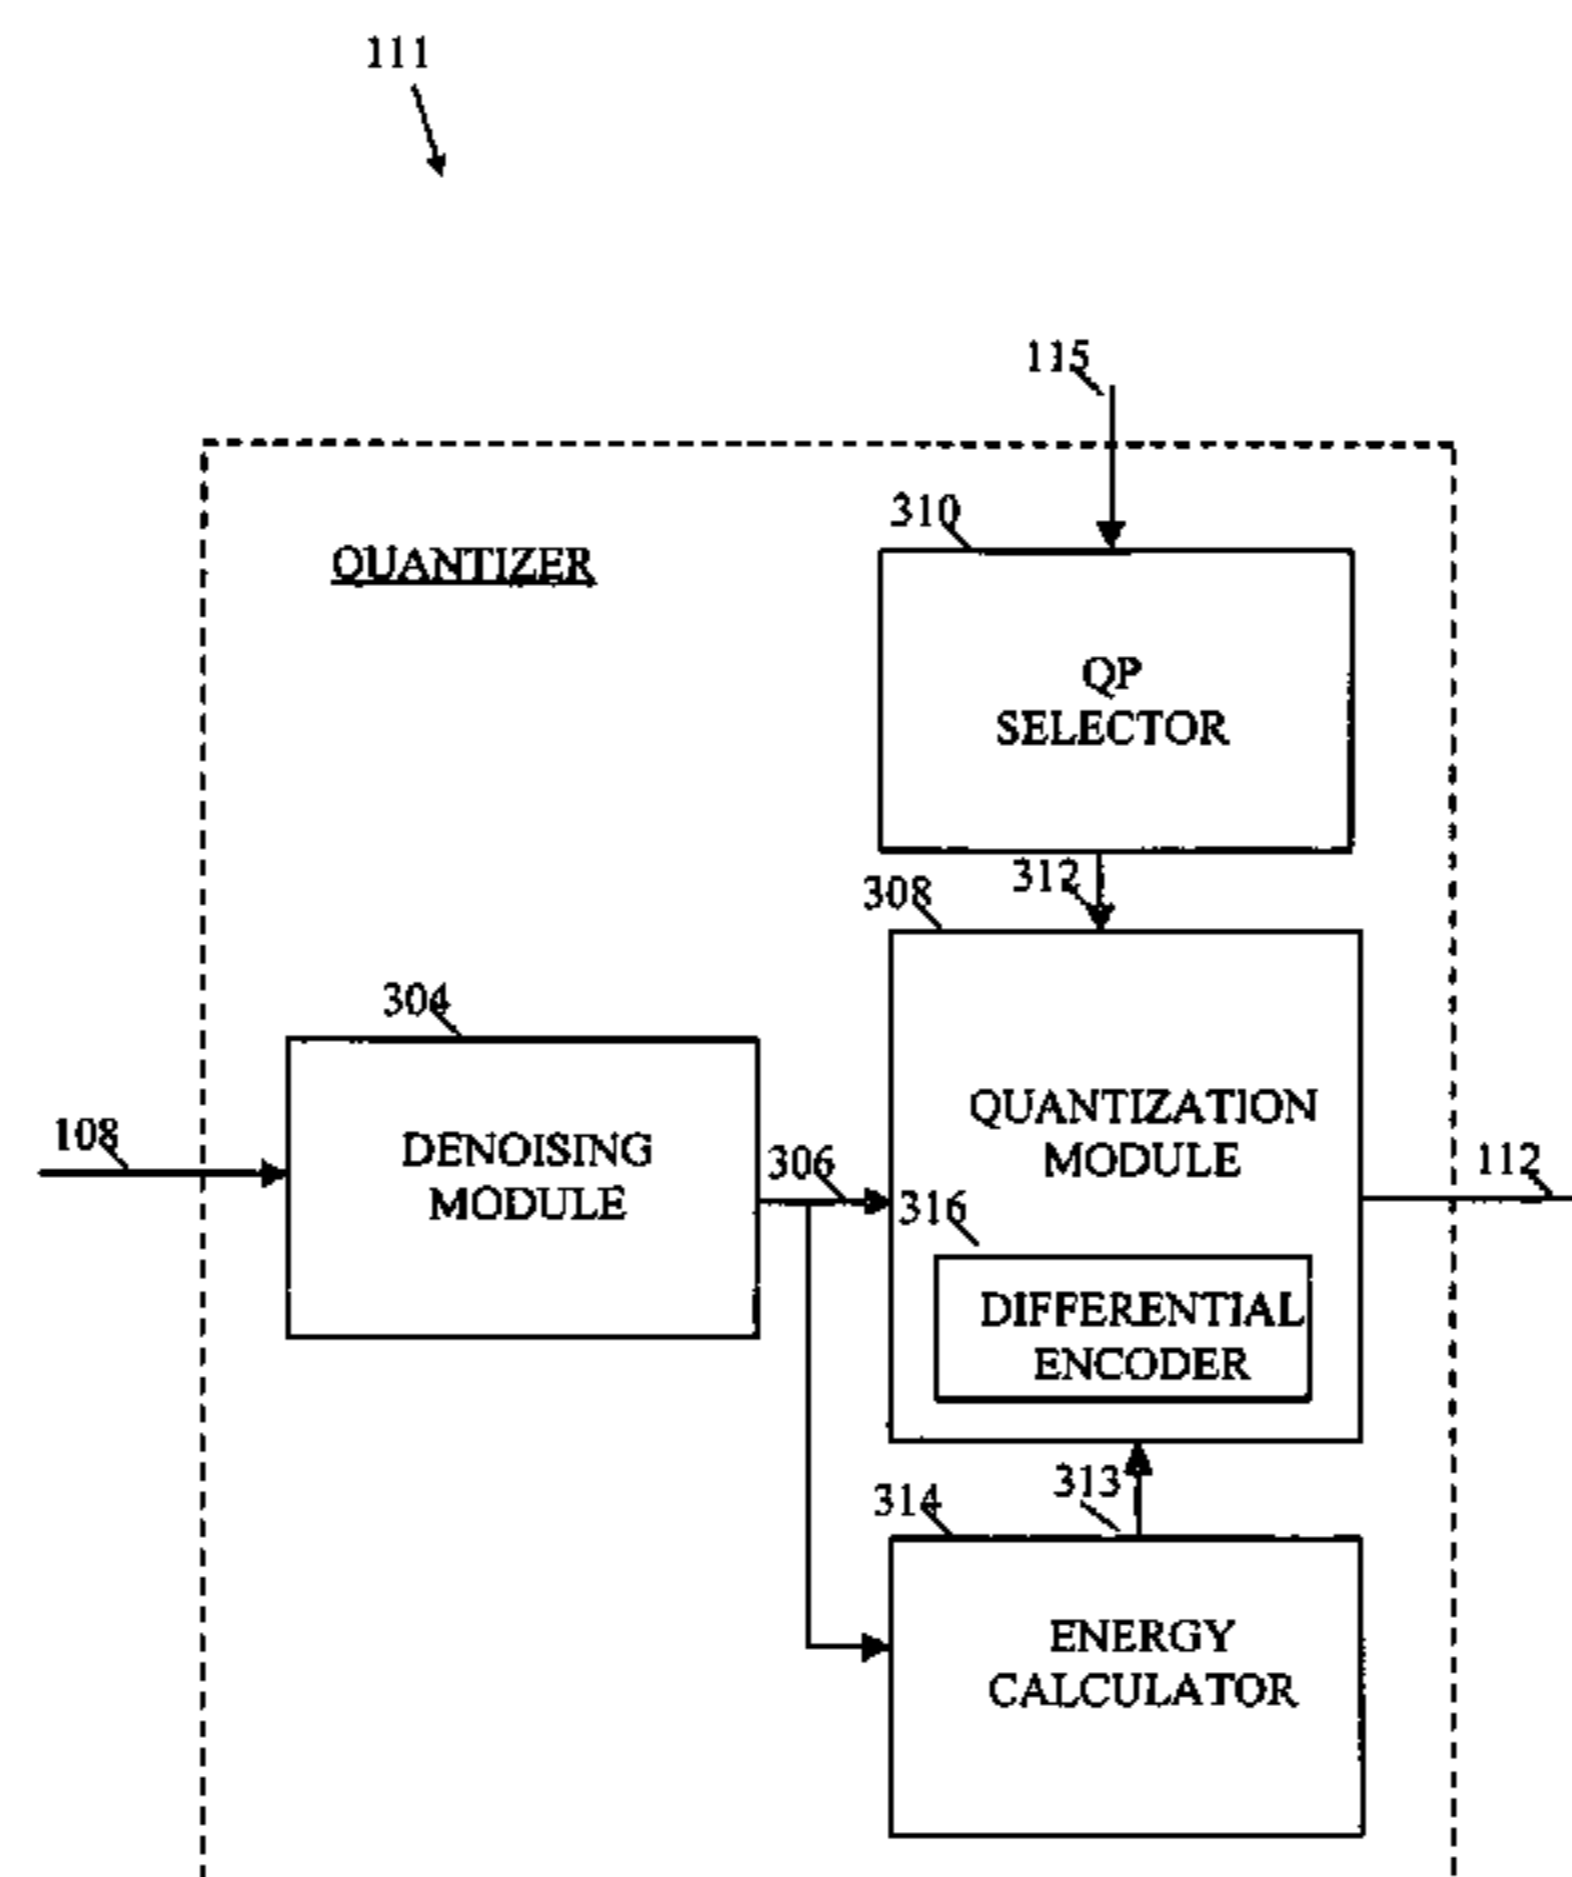 111
115
310
QUANTIZER
QP
SELECTOR
312
308
304
108
DENOISING
MODULE
306
QUANTIZATION
MODULE
112
316
DIFFERENTIAL
ENCODER
313
314
ENERGY
CALCULATOR